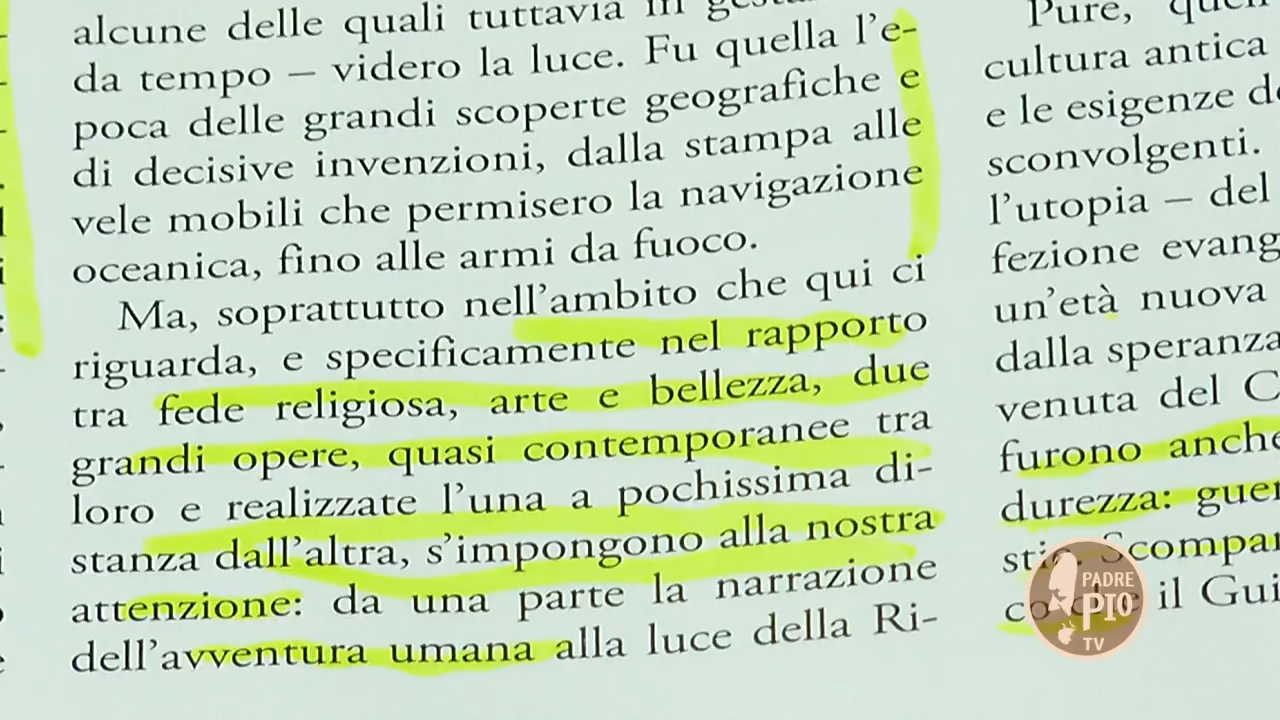 alcune delle quali tuttavia in
da tempo – videro la luce. Fu quella l'e-
poca delle grandi scoperte geografiche e
di decisive invenzioni, dalla stampa alle
vele mobili che permisero la navigazione
oceanica, fino alle armi da fuoco.
Ma, soprattutto nell'ambito che qui ci
riguarda, e specificamente nel rapporto
tra fede religiosa, arte e bellezza, due
grandi opere, quasi contemporanee tra
loro e realizzate l'una a pochissima di-
stanza dall'altra, s'impongono alla nostra
attenzione: da una parte la narrazione
dell'avventura umana alla luce della Ri-
Pure,
cultura antica
e le esigenze
sconvolgenti.
l'utopia – del
fezione evang
un'età nuova
dalla speranza
venuta del C
furono anche
durezza: guer
Scompar
il Gui
PADRE
PIO
TV